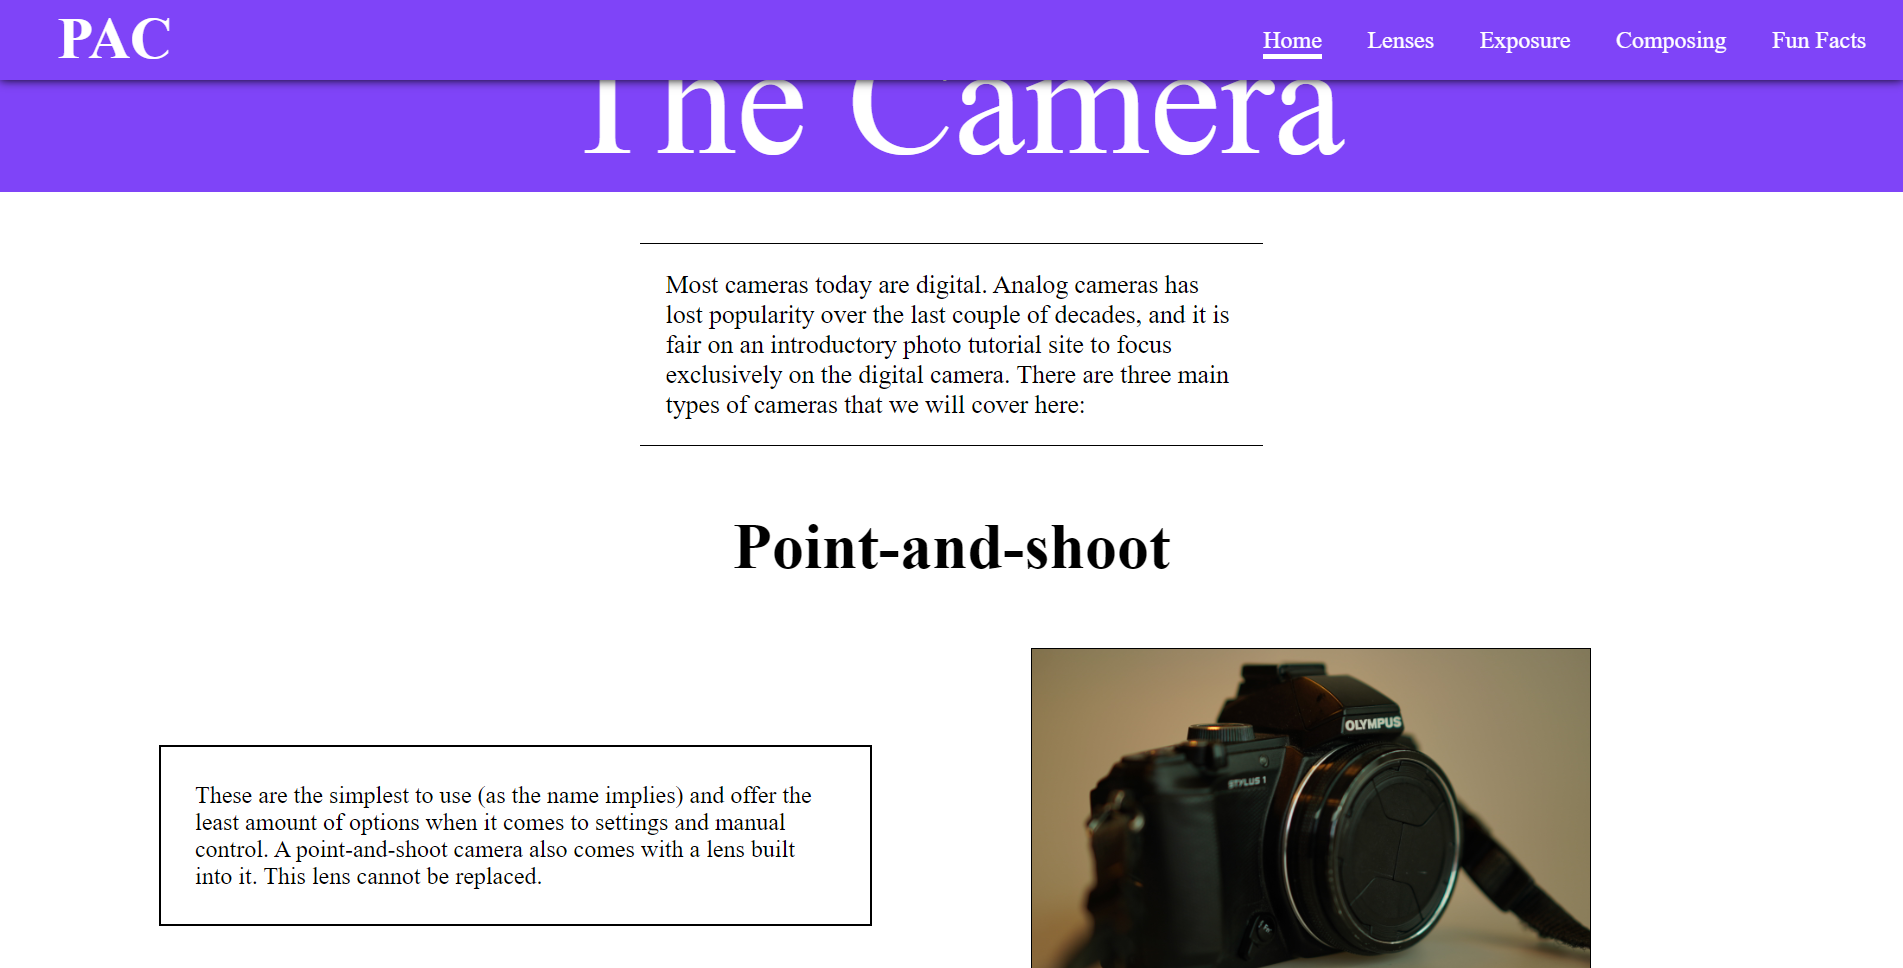 PAC
Home Lenses Exposure Composing Fun Facts
The Camera
Most cameras today are digital. Analog cameras has
lost popularity over the last couple of decades, and it is
fair on an introductory photo tutorial site to focus
exclusively on the digital camera. There are three main
types of cameras that we will cover here:
Point-and-shoot
These are the simplest to use (as the name implies) and offer the
least amount of options when it comes to settings and manual
control. A point-and-shoot camera also comes with a lens built
into it. This lens cannot be replaced.
OLYMPUS
STYLUS 1